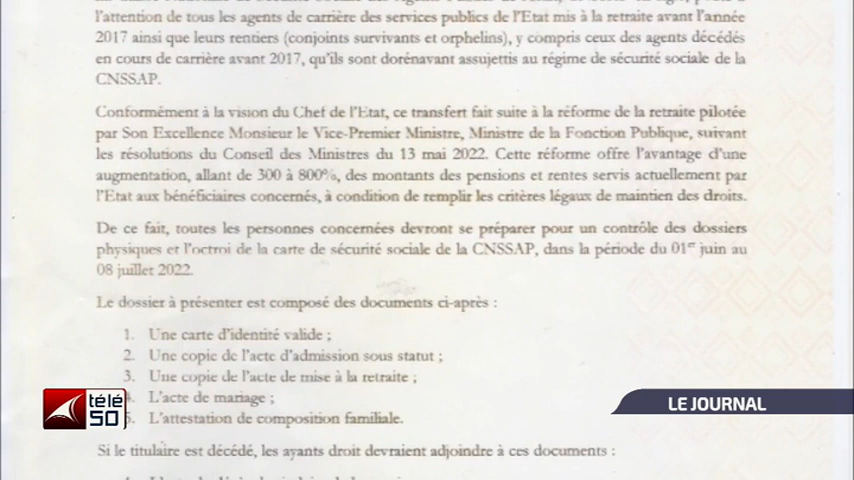 l'attention de tous les agents de carrière des services publics de l'Etat mis à la retraite avant l'année
2017 ainsi que leurs rentiers (conjoints survivants et orphelins), y compris ceux des agents décédés
en cours de carrière avant 2017, qu'ils sont dorénavant assujettis au régime de sécurité sociale de la
CNSSAP.
Conformément à la vision du Chef de l'Etat, ce transfert fait suite à la réforme de la retraite pilotée
par Son Excellence Monsieur le Vice-Premier Ministre, Ministre de la Fonction Publique, suivant
les résolutions du Conseil des Ministres du 13 mai 2022. Cette réforme offre l'avantage d'une
augmentation, allant de 300 à 800%, des montants des pensions et rentes servis actuellement par
l'Etat aux bénéficiaires concernés, à condition de remplir les critères légaux de maintien des droits.
De ce fait, toutes les personnes concernées devront se préparer pour un contrôle des dossiers
physiques et l'octroi de la carte de sécurité sociale de la CNSSAP, dans la période du 01er juin au
08 juillet 2022.
Le dossier à présenter est composé des documents ci-après :
1. Une carte d'identité valide ;
2. Une copie de l'acte d'admission sous statut ;
3. Une copie de l'acte de mise à la retraite ;
4. L'acte de mariage ;
5. L'attestation de composition familiale.
télé
50
LE JOURNAL
Si le titulaire est décédé, les ayants droit devraient adjoindre à ces documents :